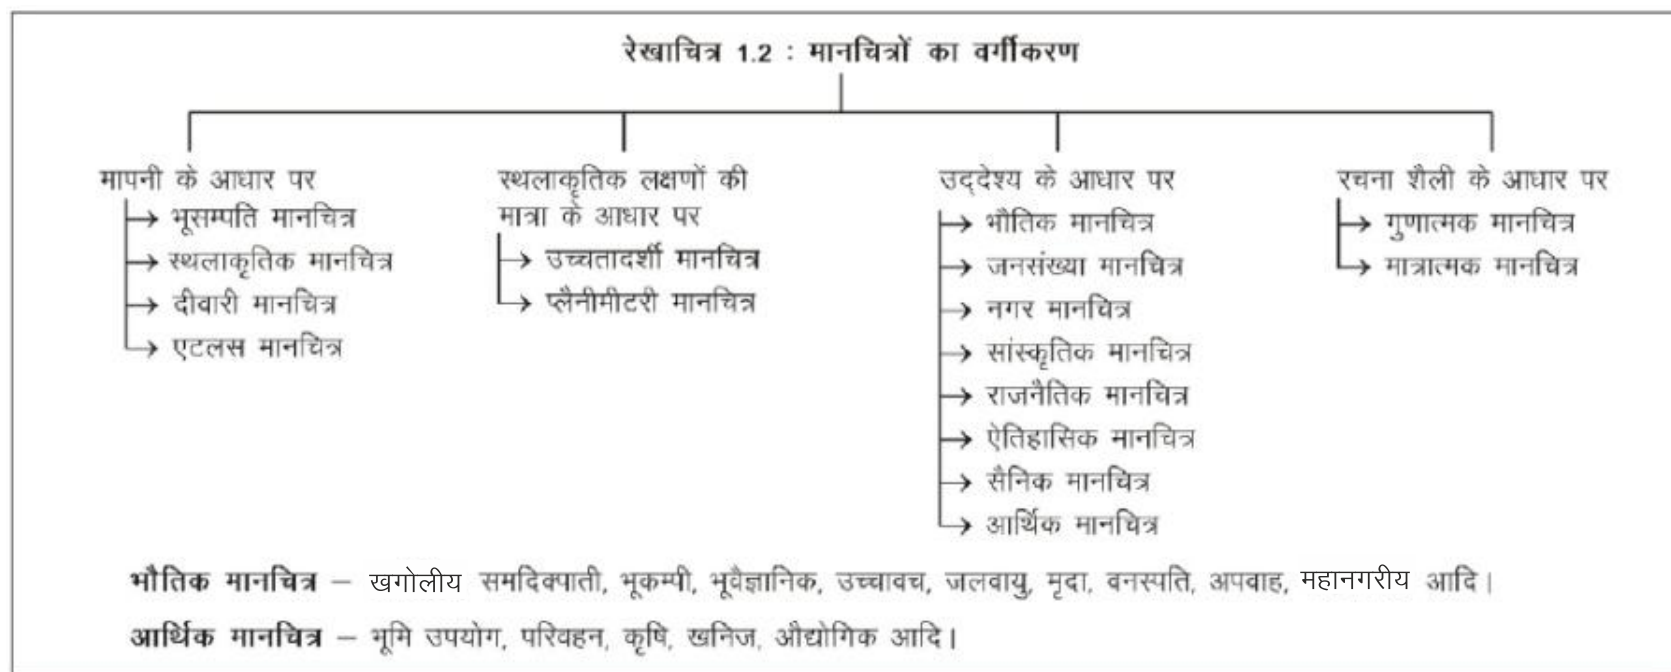 रेखाचित्र 1.2 : मानचित्रों का वर्गीकरण
मापनी के आधार पर
भूसम्पति मानचित्र
स्थलाकृतिक मानचित्र
दीवारी मानचित्र
एटलस मानचित्र
स्थलाकृतिक लक्षणों की
मात्रा के आधार पर
उच्चतादर्शी मानचित्र
प्लैनीमीटरी मानचित्र
उद्देश्य के आधार पर
भौतिक मानचित्र
जनसंख्या मानचित्र
नगर मानचित्र
सांस्कृतिक मानचित्र
राजनैतिक मानचित्र
ऐतिहासिक मानचित्र
सैनिक मानचित्र
आर्थिक मानचित्र
रचना शैली के आधार पर
गुणात्मक मानचित्र
मात्रात्मक मानचित्र
भौतिक मानचित्र – खगोलीय समदिक्पाती, भूकम्पी, भूवैज्ञानिक, उच्चावच, जलवायु, मृदा, वनस्पति, अपवाह, महानगरीय आदि।
आर्थिक मानचित्र – भूमि उपयोग, परिवहन, कृषि, खनिज, औद्योगिक आदि।